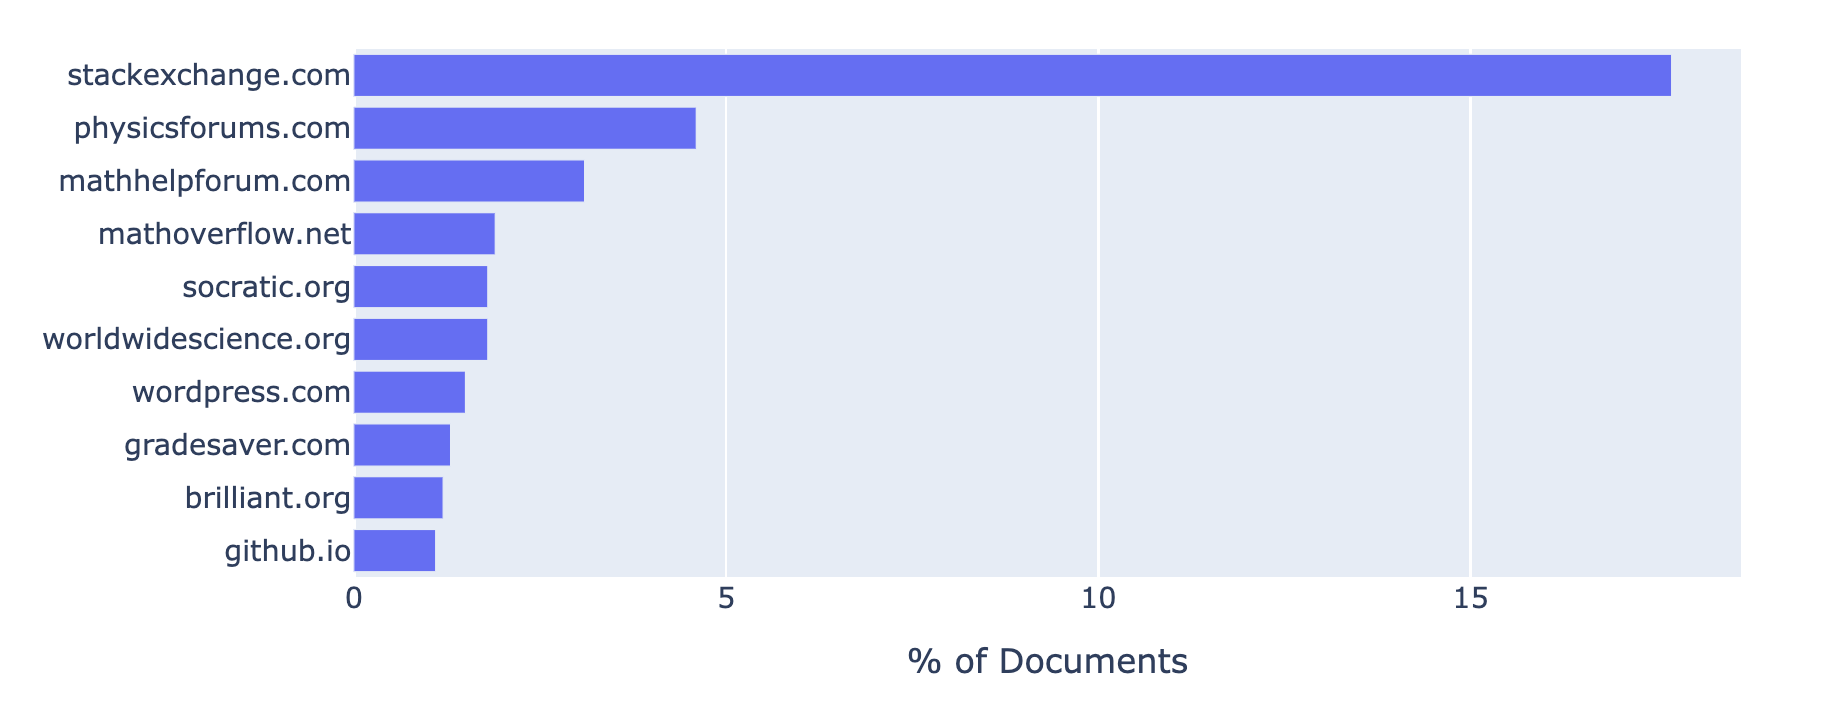 stackexchange.com
physicsforums.com
mathhelpforum.com
mathoverflow.net
socratic.org
worldwidescience.org
wordpress.com
gradesaver.com
brilliant.org
github.io
0 5 10 15
% of Documents